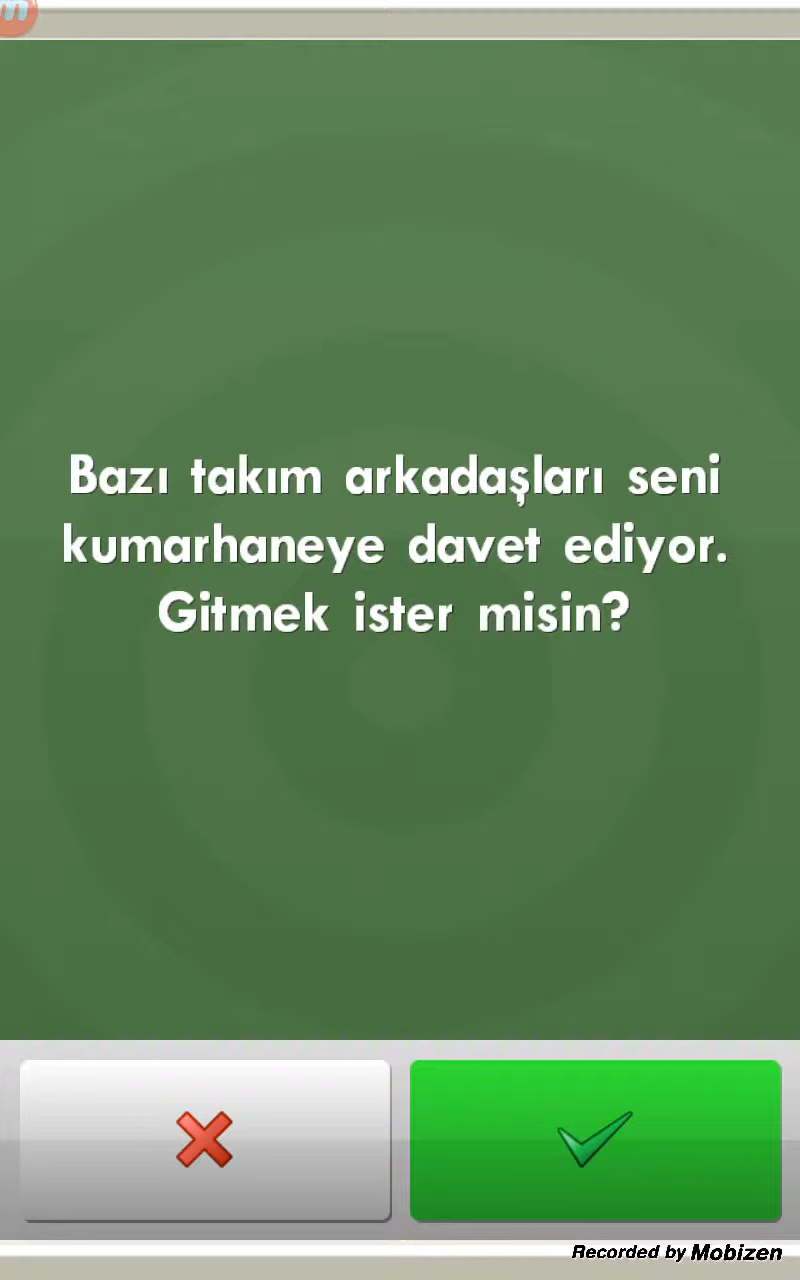 m
Bazı takım arkadaşları seni
kumarhaneye davet ediyor.
Gitmek ister misin?
Recorded by Mobizen